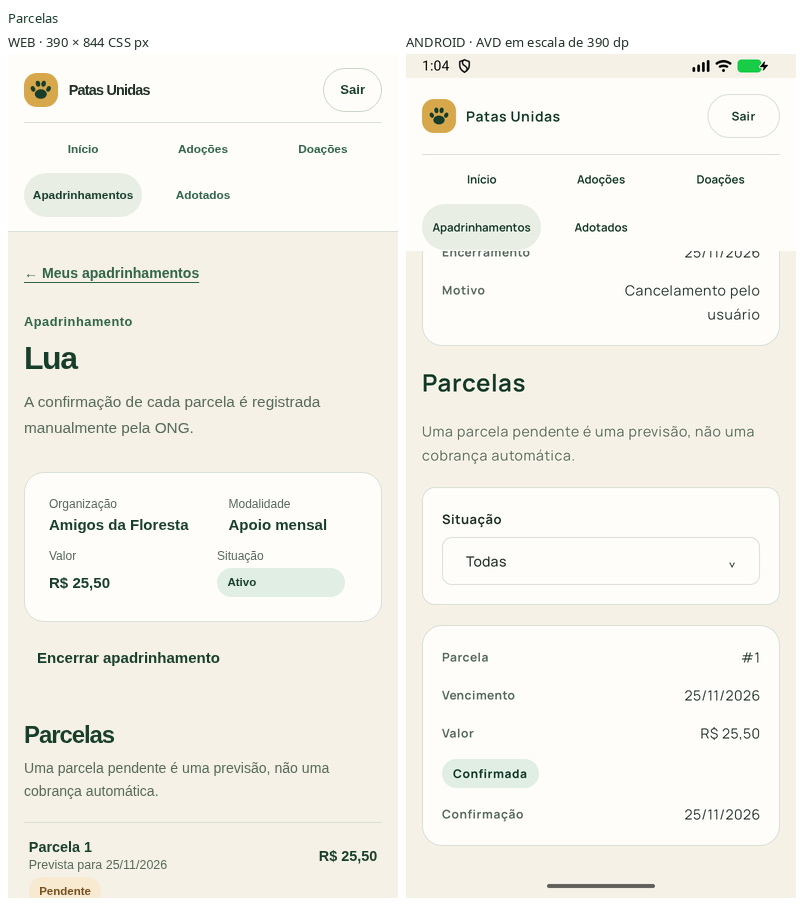 Parcelas
WEB · 390 × 844 CSS px
Patas Unidas
Sair
Início
Adoções
Doações
Apadrinhamentos
Adotados
← Meus apadrinhamentos
Apadrinhamento
Lua
A confirmação de cada parcela é registrada
manualmente pela ONG.
Organização
Modalidade
Amigos da Floresta
Apoio mensal
Valor
Situação
R$ 25,50
Ativo
Encerrar apadrinhamento
Parcelas
Uma parcela pendente é uma previsão, não uma
cobrança automática.
Parcela 1
Prevista para 25/11/2026
R$ 25,50
Pendente
ANDROID · AVD em escala de 390 dp
1:04
Patas Unidas
Sair
Início
Adoções
Doações
Apadrinhamentos
Adotados
Encerramento
25/11/2026
Motivo
Cancelamento pelo
usuário
Parcelas
Uma parcela pendente é uma previsão, não uma
cobrança automática.
Situação
Todas
Parcela
#1
Vencimento
25/11/2026
Valor
R$ 25,50
Confirmada
Confirmação
25/11/2026